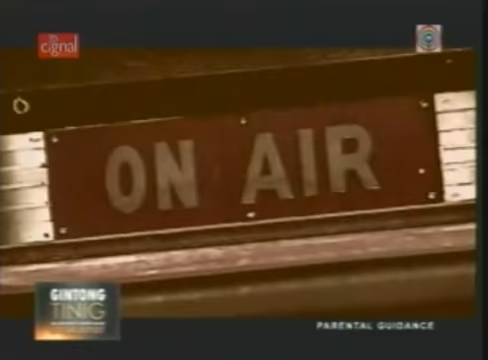 cignal
ON AIR
GINTONG
TINIG
PARENTAL GUIDANCE